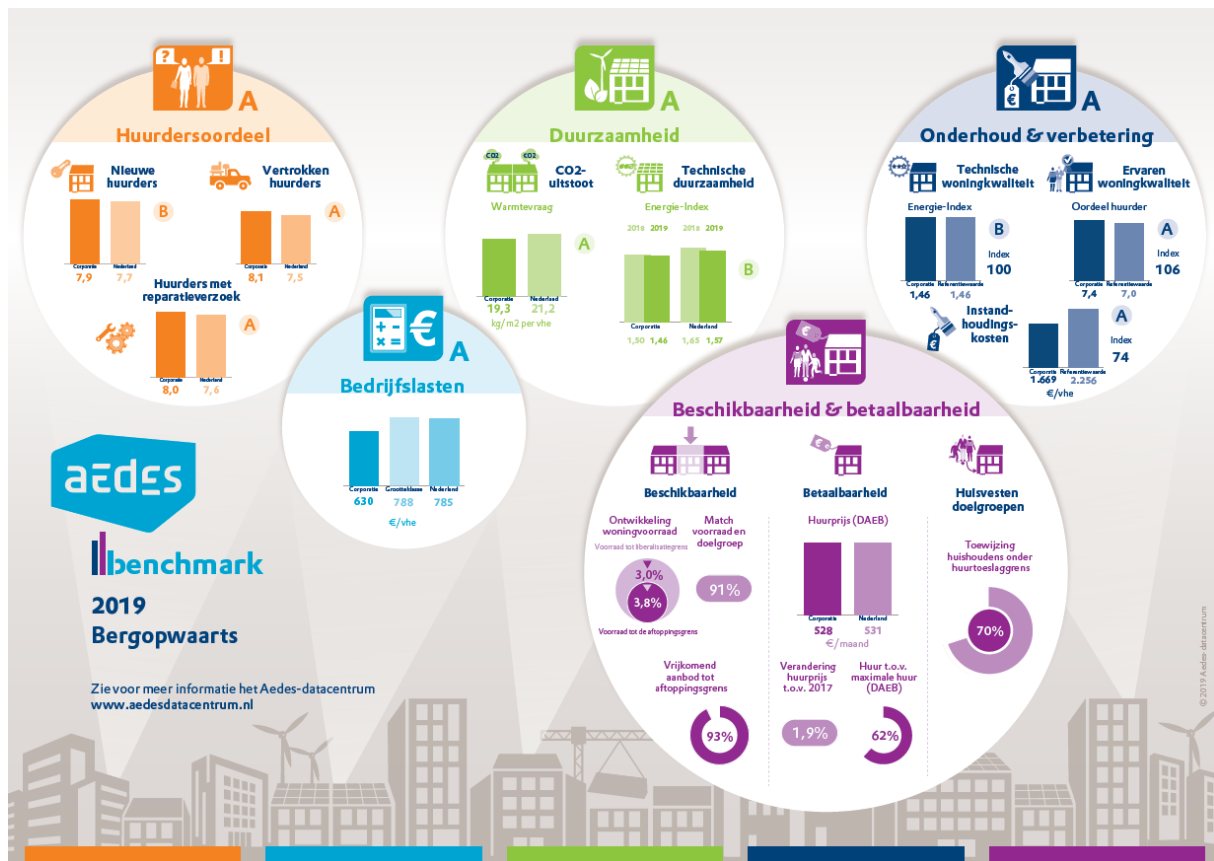 ? !
A
Huurdersoordeel
Nieuwe
huurders
B
Corporatie Nederland
7,9 7,7
Vertrokken
huurders
A
Corporatie Nederland
8,1 7,5
Huurders met
reparatieverzoek
A
Corporatie Nederland
8,0 7,6
A
Duurzaamheid
CO2 CO2
CO2-
uitstoot
Warmtevraag
A
Corporatie Nederland
19,3 21,2
kg/m2 per vhe
Technische
duurzaamheid
Energie-Index
2018 2019 2018 2019
B
Corporatie Nederland
1,50 1,46 1,65 1,57
€
A
Onderhoud & verbetering
Technische
woningkwaliteit
Energie-Index
B
Index
100
Corporatie Referentiewaarde
1,46 1,46
Ervaren
woningkwaliteit
Oordeel huurder
A
Index
106
Corporatie Referentiewaarde
7,4 7,0
€
Instand-
houdings-
kosten
A
Index
74
Corporatie Referentiewaarde
1.669 2.256
€/vhe
+ - × = €
A
Bedrijfslasten
Corporatie Grootteklasse Nederland
630 788 785
€/vhe
€
Beschikbaarheid & betaalbaarheid
Beschikbaarheid
Ontwikkeling
woningvoorraad
Voorraad tot liberalisatiegrens
3,0%
3,8%
Voorraad tot de aftoppingsgrens
Match
voorraad en
doelgroep
91%
Vrijkomend
aanbod tot
aftoppingsgrens
93%
€
Betaalbaarheid
Huurprijs (DAEB)
Corporatie Nederland
528 531
€/maand
Verandering
huurprijs
t.o.v. 2017
1,9%
Huur t.o.v.
maximale huur
(DAEB)
62%
Huisvesten
doelgroepen
Toewijzing
huishoudens onder
huurtoeslaggrens
70%
aedes
benchmark
2019
Bergopwaarts
Zie voor meer informatie het Aedes-datacentrum
www.aedesdatacentrum.nl
© 2019 Aedes-datacentrum